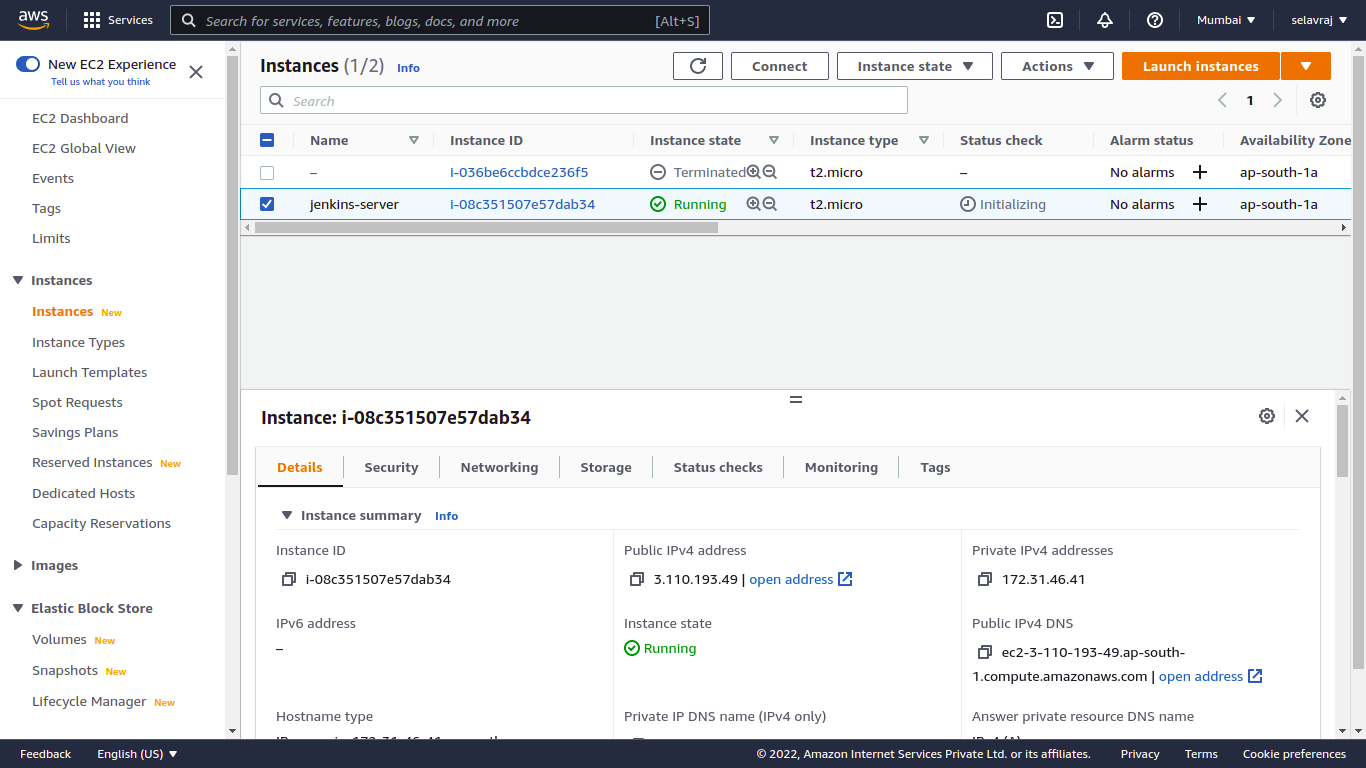 aws Services Search for services, features, blogs, docs, and more [Alt+S] Mumbai selavraj
New EC2 Experience
Tell us what you think
EC2 Dashboard
EC2 Global View
Events
Tags
Limits
Instances
Instances New
Instance Types
Launch Templates
Spot Requests
Savings Plans
Reserved Instances New
Dedicated Hosts
Capacity Reservations
Images
Elastic Block Store
Volumes New
Snapshots New
Lifecycle Manager New
Instances (1/2) Info Connect Instance state Actions Launch instances
Search 1
Name Instance ID Instance state Instance type Status check Alarm status Availability Zone
– i-036be6ccbdce236f5 Terminated t2.micro – No alarms ap-south-1a
jenkins-server i-08c351507e57dab34 Running t2.micro Initializing No alarms ap-south-1a
Instance: i-08c351507e57dab34
Details Security Networking Storage Status checks Monitoring Tags
Instance summary Info
Instance ID
i-08c351507e57dab34
Public IPv4 address
3.110.193.49 | open address
Private IPv4 addresses
172.31.46.41
IPv6 address
–
Instance state
Running
Public IPv4 DNS
ec2-3-110-193-49.ap-south-
1.compute.amazonaws.com | open address
Hostname type
Private IP DNS name (IPv4 only)
Answer private resource DNS name
Feedback English (US) © 2022, Amazon Internet Services Private Ltd. or its affiliates. Privacy Terms Cookie preferences